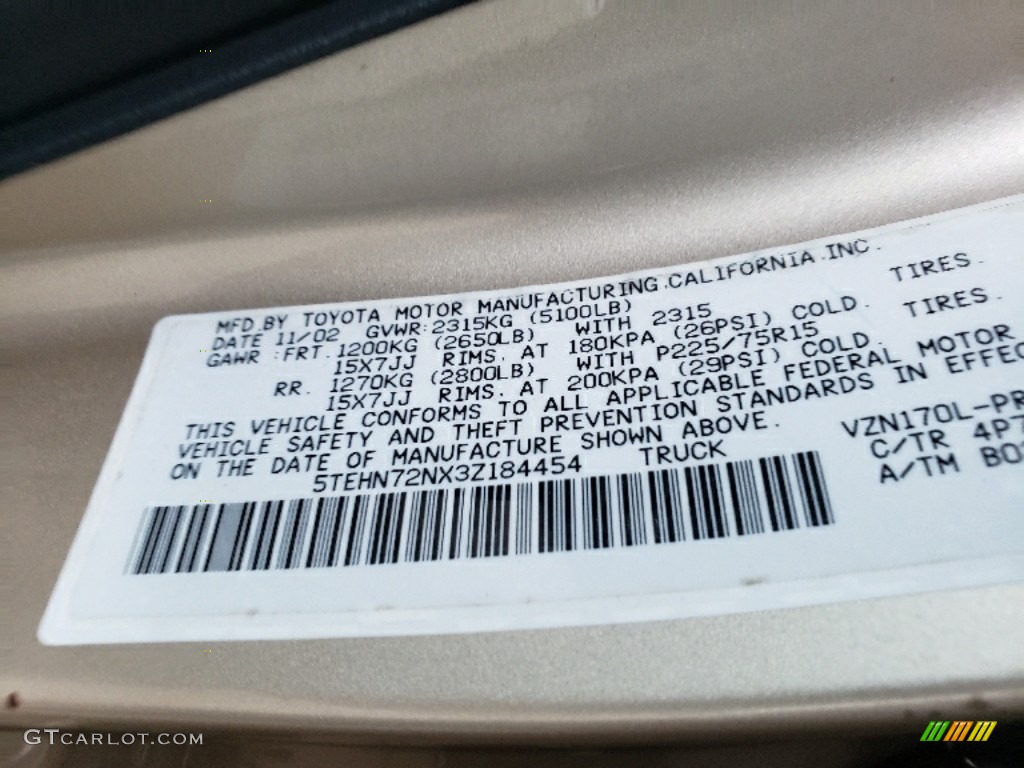 MFD.BY TOYOTA MOTOR MANUFACTURING.CALIFORNIA.INC.
DATE 11/02 GVWR:2315KG (5100LB)
GAWR :FRT.1200KG (2650LB) WITH 2315 TIRES.
15X7JJ RIMS. AT 180KPA (26PSI) COLD.
RR. 1270KG (2800LB) WITH P225/75R15 TIRES.
15X7JJ RIMS. AT 200KPA (29PSI) COLD.
THIS VEHICLE CONFORMS TO ALL APPLICABLE FEDERAL MOTOR
VEHICLE SAFETY AND THEFT PREVENTION STANDARDS IN EFFEC
ON THE DATE OF MANUFACTURE SHOWN ABOVE.
5TEHN72NX3Z184454 TRUCK
VZN170L-PR
C/TR 4P7
A/TM BO
GTCARLOT.COM